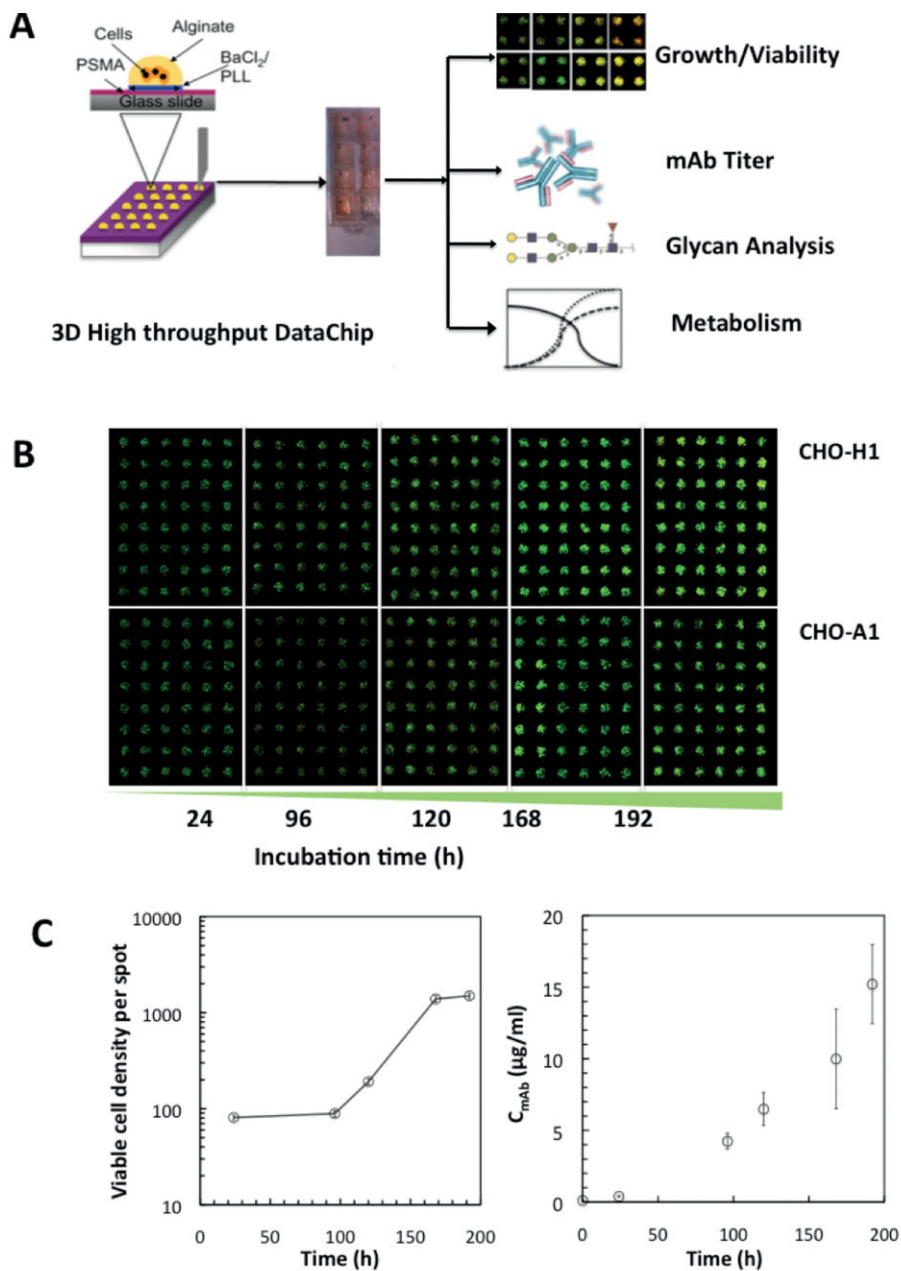 A
Cells
Alginate
PSMA
BaCl₂/
PLL
Glass slide
3D High throughput DataChip
Growth/Viability
mAb Titer
Glycan Analysis
Metabolism
B
CHO-H1
CHO-A1
24 96 120 168 192
Incubation time (h)
C
Viable cell density per spot
10000
1000
100
10
0 50 100 150 200
Time (h)
C_mAb (µg/ml)
20
15
10
5
0
0 50 100 150 200
Time (h)